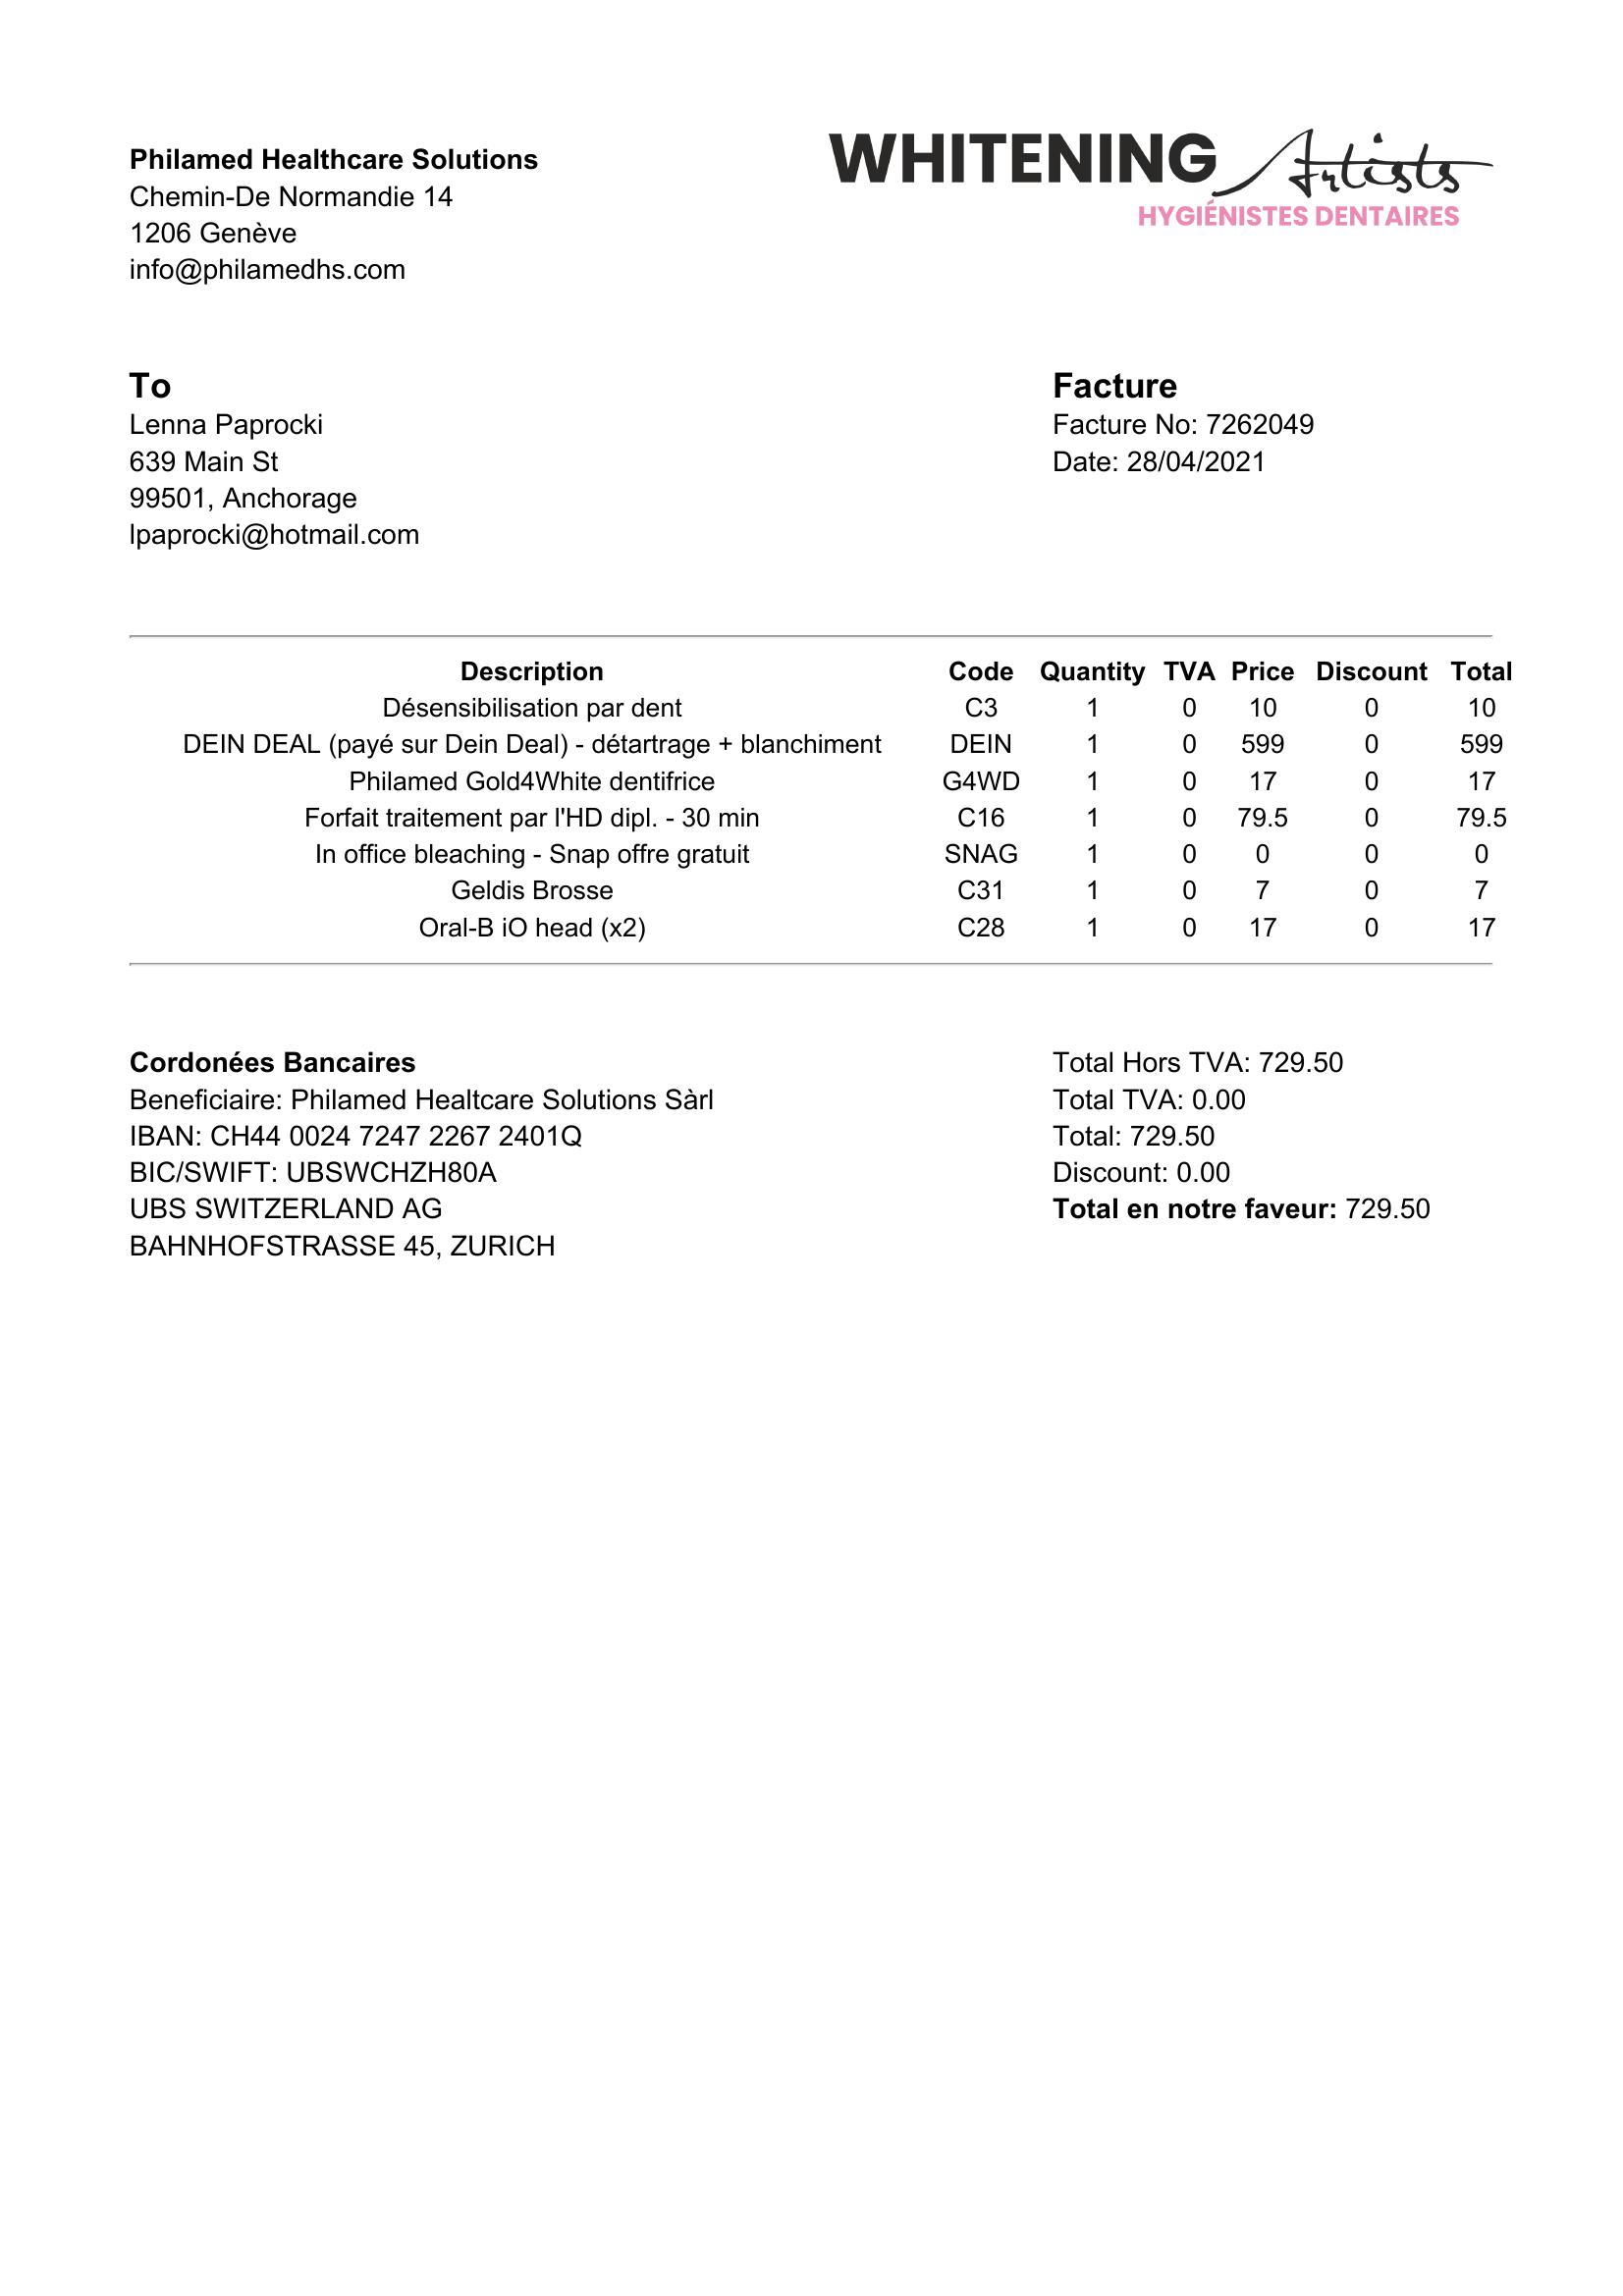 Philamed Healthcare Solutions
Chemin-De Normandie 14
1206 Genève
info@philamedhs.com
WHITENING Artists
HYGIÉNISTES DENTAIRES
To
Lenna Paprocki
639 Main St
99501, Anchorage
lpaprocki@hotmail.com
Facture
Facture No: 7262049
Date: 28/04/2021
Description Code Quantity TVA Price Discount Total
Désensibilisation par dent C3 1 0 10 0 10
DEIN DEAL (payé sur Dein Deal) - détartrage + blanchiment DEIN 1 0 599 0 599
Philamed Gold4White dentifrice G4WD 1 0 17 0 17
Forfait traitement par l'HD dipl. - 30 min C16 1 0 79.5 0 79.5
In office bleaching - Snap offre gratuit SNAG 1 0 0 0 0
Geldis Brosse C31 1 0 7 0 7
Oral-B iO head (x2) C28 1 0 17 0 17
Cordonées Bancaires
Beneficiaire: Philamed Healtcare Solutions Sàrl
IBAN: CH44 0024 7247 2267 2401Q
BIC/SWIFT: UBSWCHZH80A
UBS SWITZERLAND AG
BAHNHOFSTRASSE 45, ZURICH
Total Hors TVA: 729.50
Total TVA: 0.00
Total: 729.50
Discount: 0.00
Total en notre faveur: 729.50